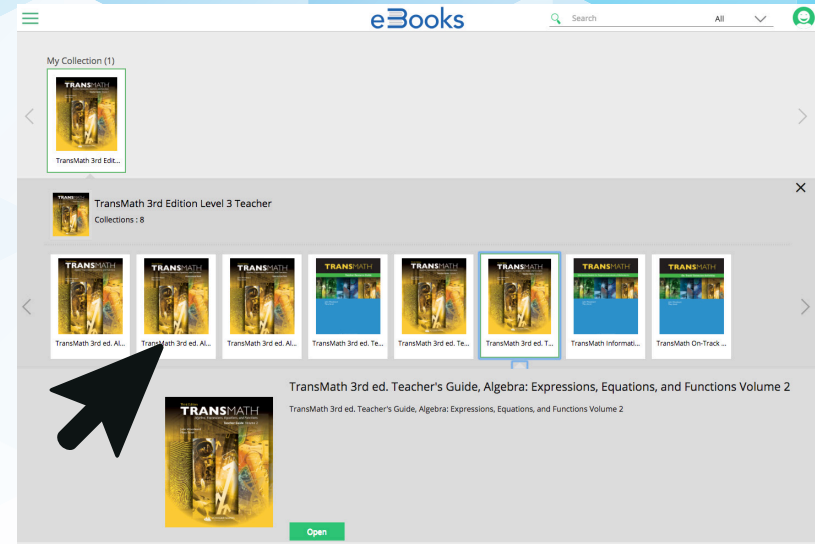 eBooks
Search
All
My Collection (1)
TRANSMATH
TransMath 3rd Edit...
TRANSMATH
TransMath 3rd Edition Level 3 Teacher
Collections : 8
TRANSMATH
TRANSMATH
TRANSMATH
TRANSMATH
TRANSMATH
TRANSMATH
TRANSMATH
TRANSMATH
TransMath 3rd ed. Al...
TransMath 3rd ed. Al...
TransMath 3rd ed. Al...
TransMath 3rd ed. Te...
TransMath 3rd ed. Te...
TransMath 3rd ed. T...
TransMath Informati...
TransMath On-Track ...
TransMath 3rd ed. Teacher's Guide, Algebra: Expressions, Equations, and Functions Volume 2
TransMath 3rd ed. Teacher's Guide, Algebra: Expressions, Equations, and Functions Volume 2
TRANSMATH
Open